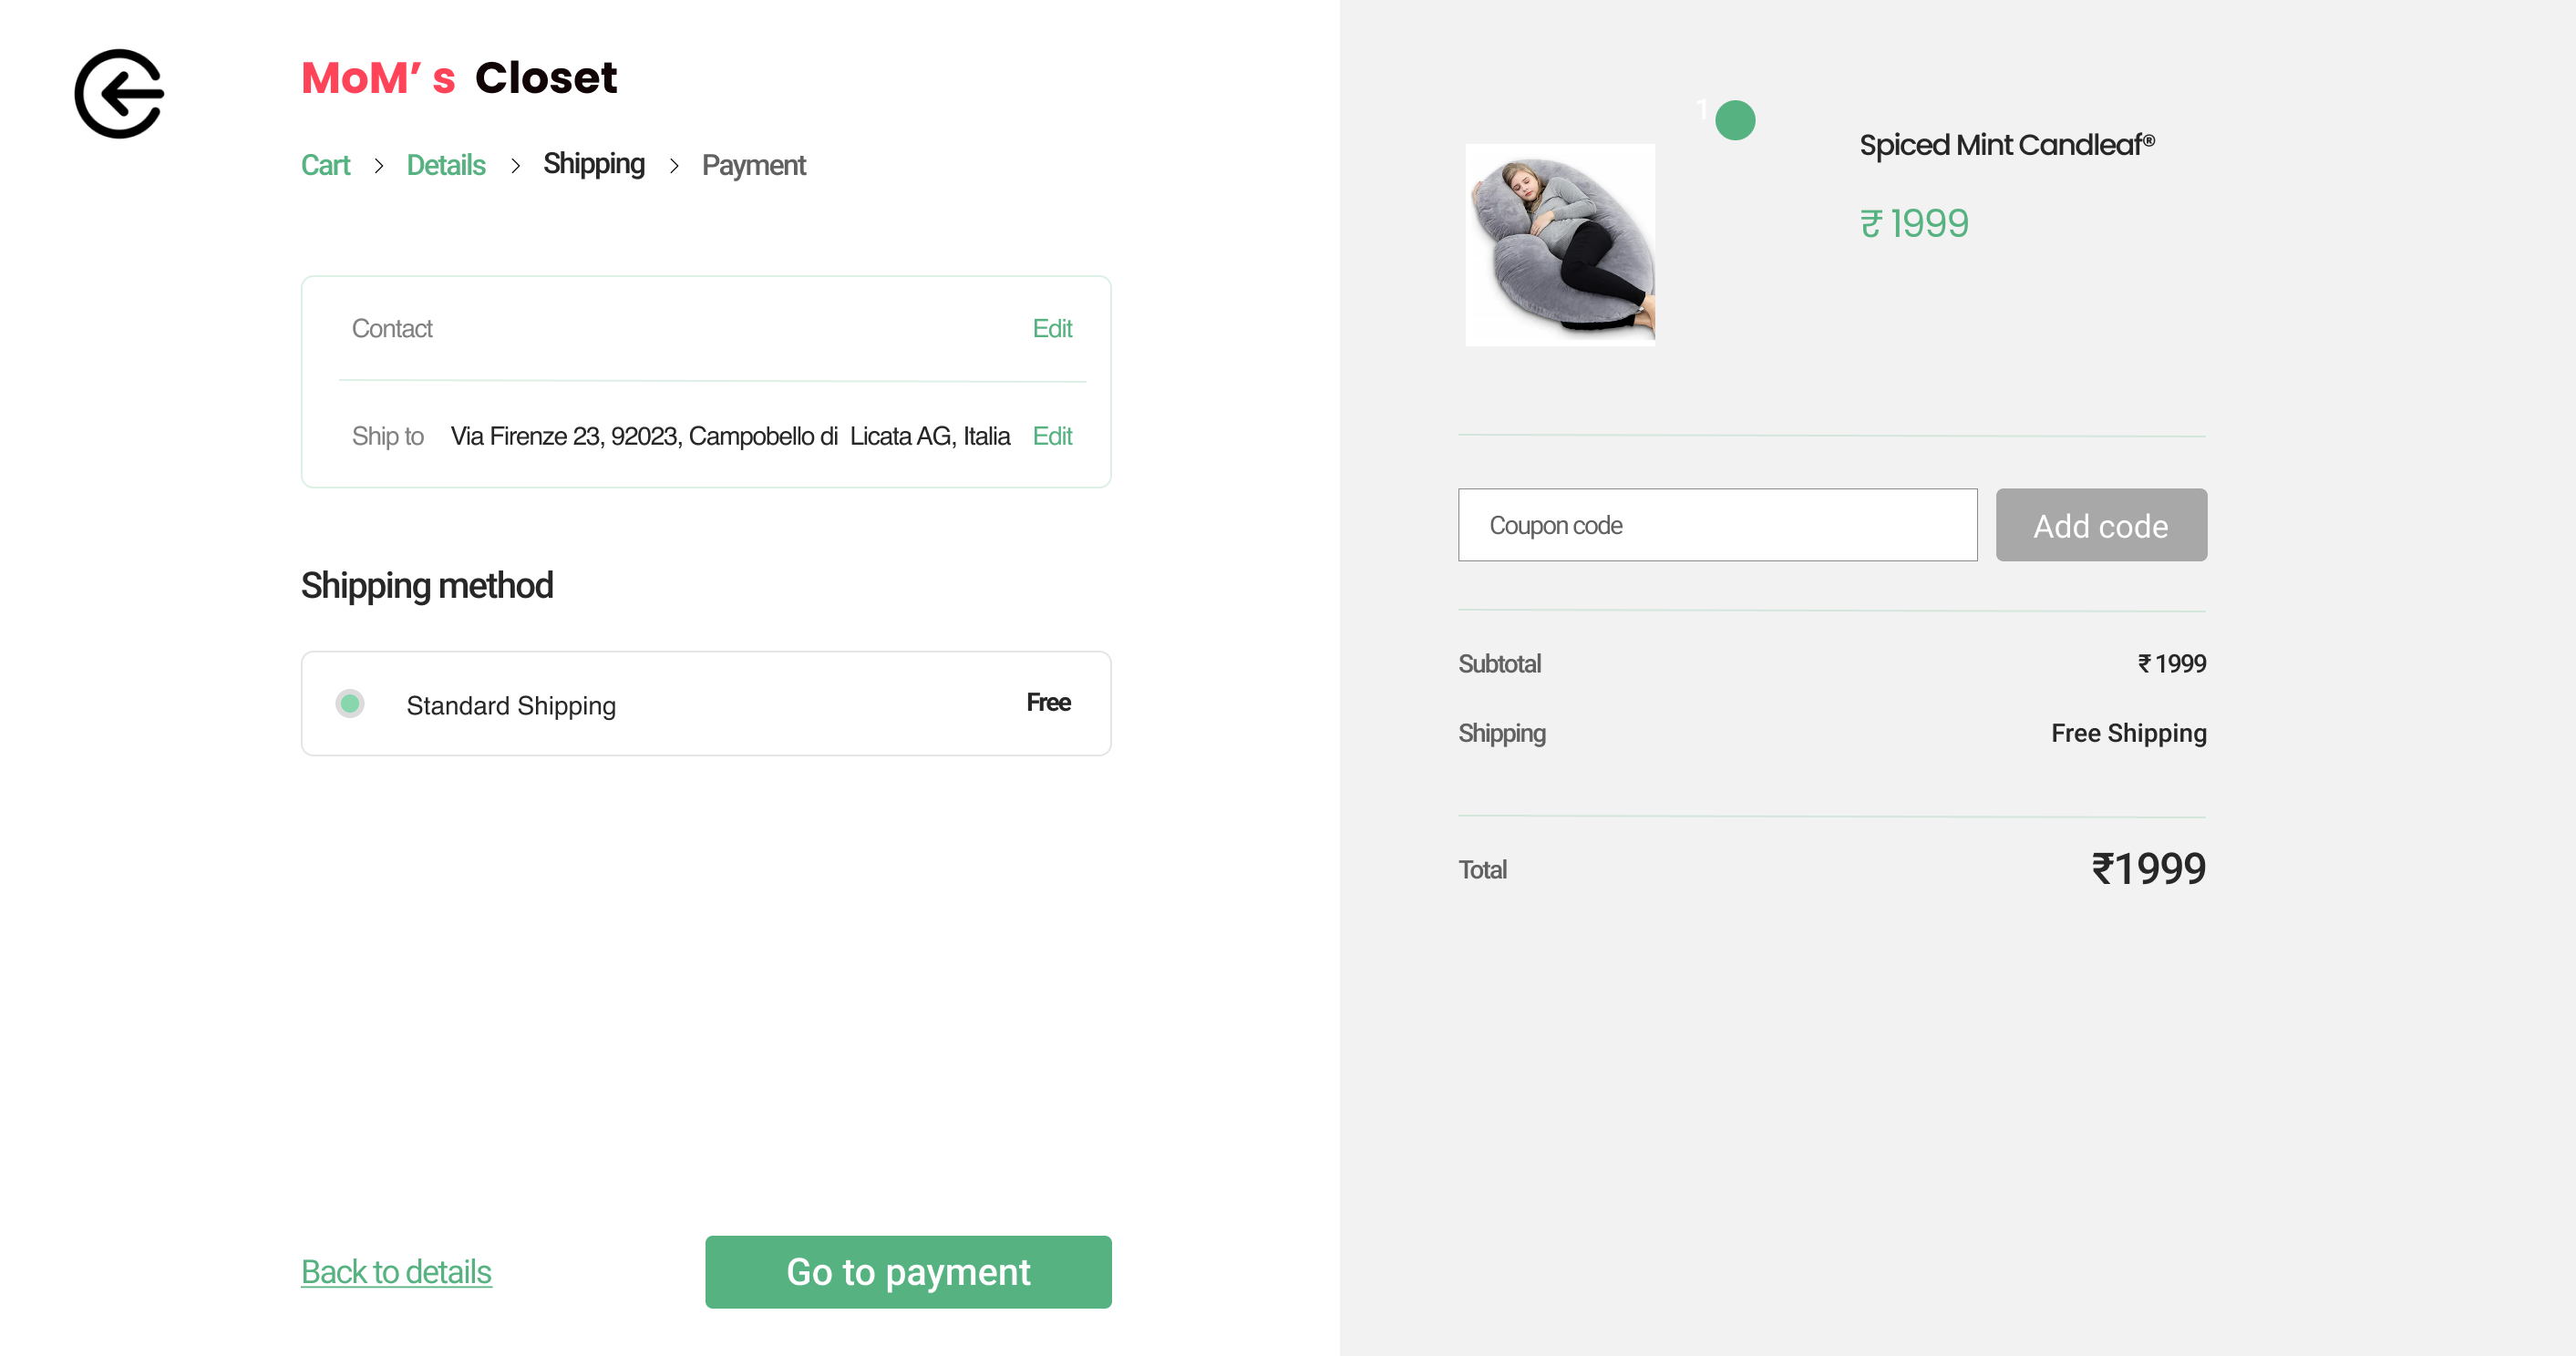 MoM’ s Closet
Cart > Details > Shipping > Payment
Contact Edit
Ship to Via Firenze 23, 92023, Campobello di Licata AG, Italia Edit
Shipping method
Standard Shipping Free
Back to details Go to payment
1
Spiced Mint Candleaf®
₹ 1999
Coupon code Add code
Subtotal ₹ 1999
Shipping Free Shipping
Total ₹1999